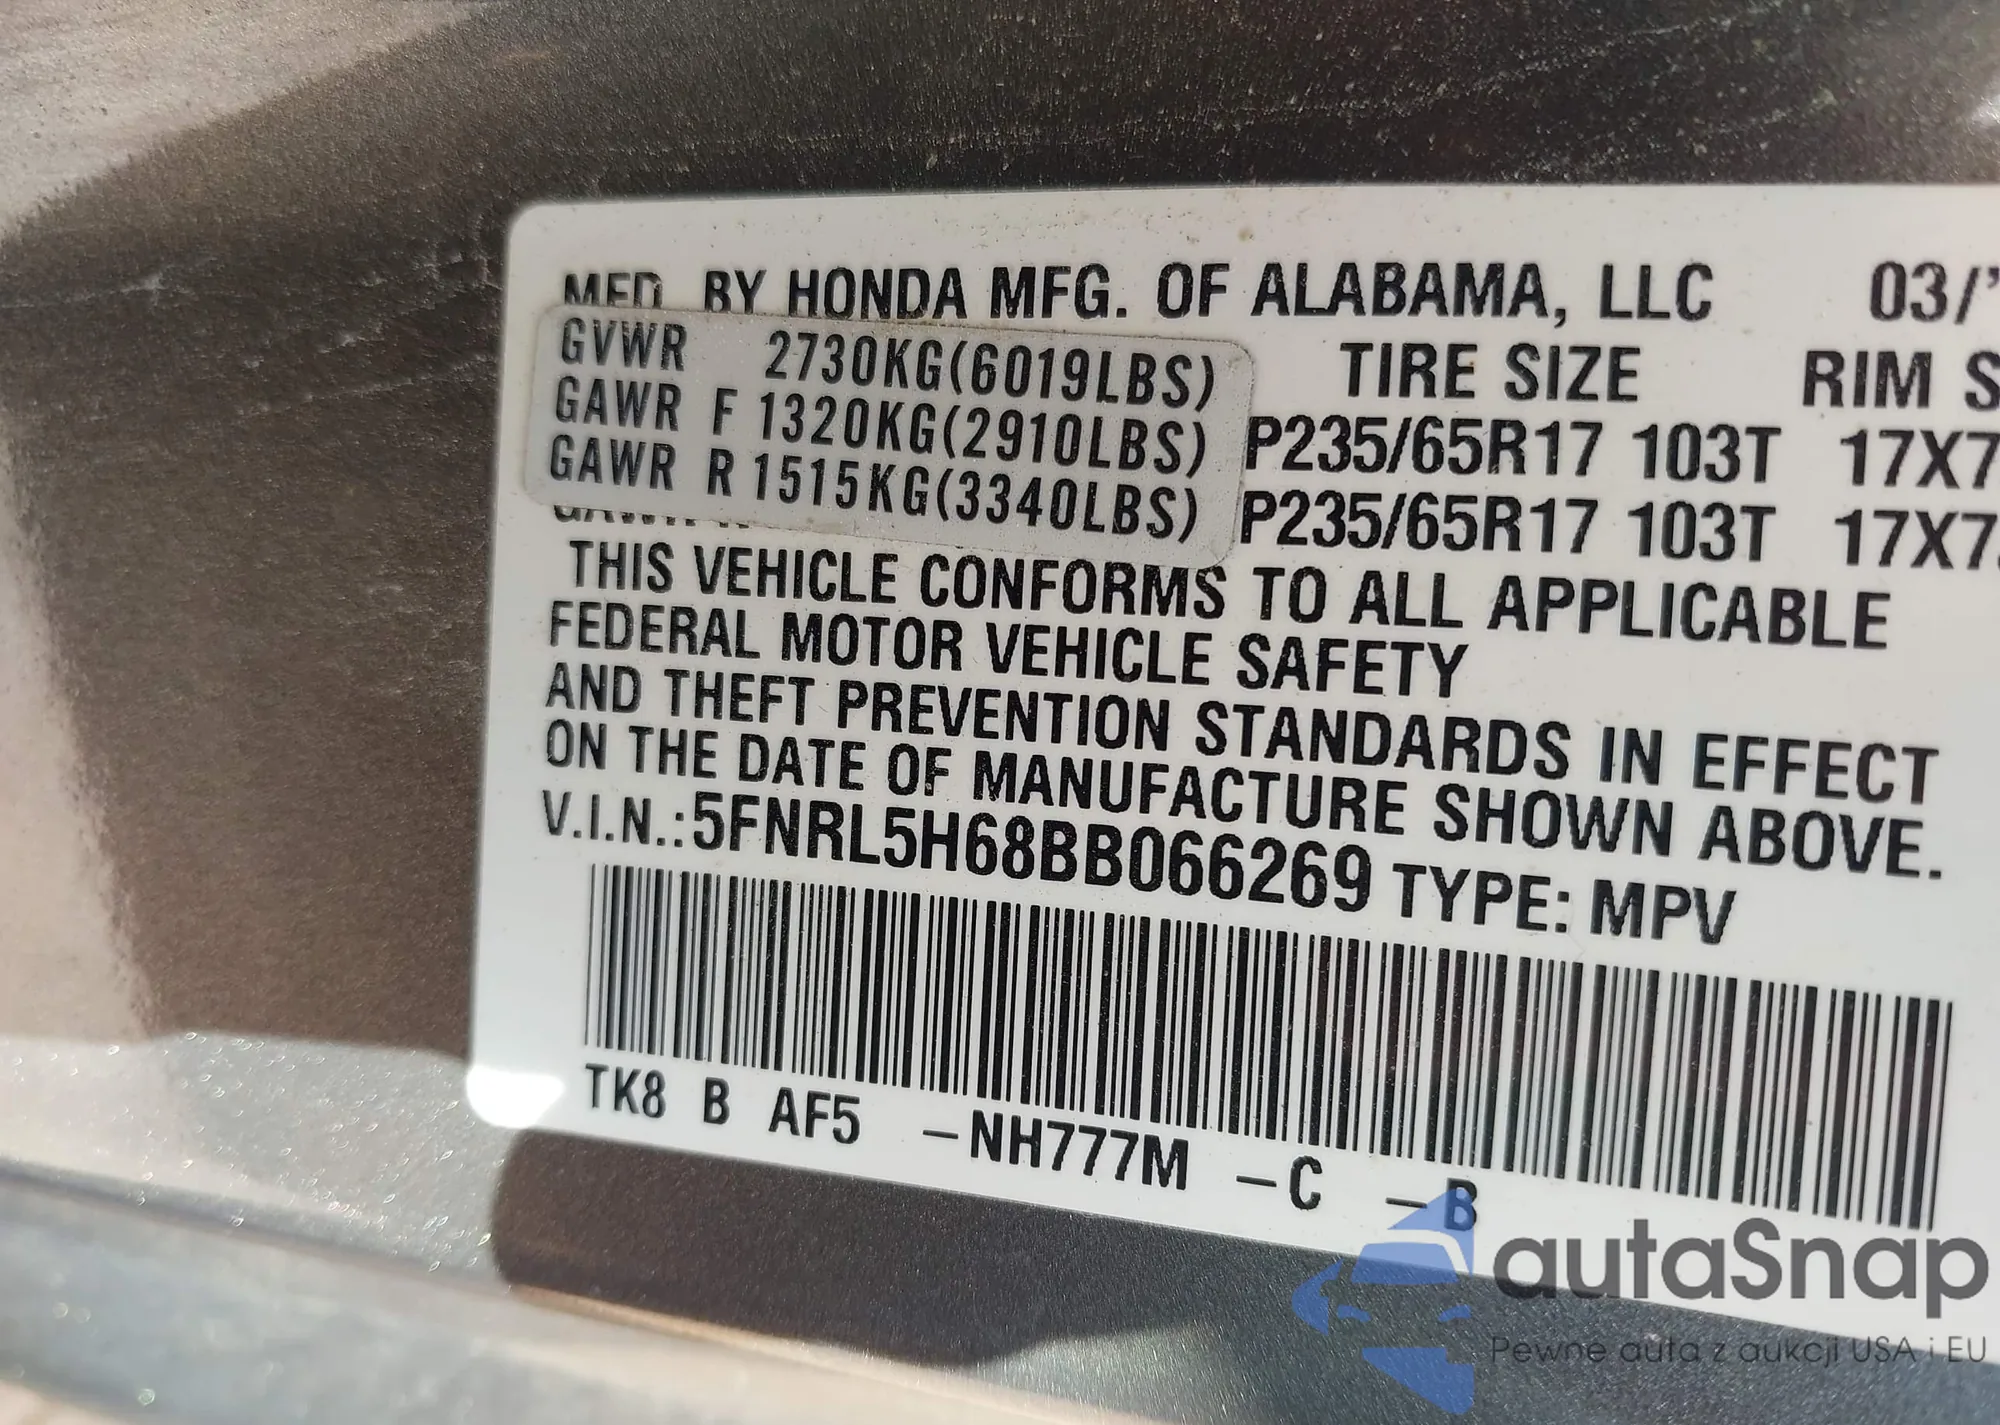 MFD. BY HONDA MFG. OF ALABAMA, LLC 03/'
GVWR 2730KG(6019LBS) TIRE SIZE RIM S
GAWR F 1320KG(2910LBS) P235/65R17 103T 17X7
GAWR R 1515KG(3340LBS) P235/65R17 103T 17X7
THIS VEHICLE CONFORMS TO ALL APPLICABLE
FEDERAL MOTOR VEHICLE SAFETY
AND THEFT PREVENTION STANDARDS IN EFFECT
ON THE DATE OF MANUFACTURE SHOWN ABOVE.
V.I.N.:5FNRL5H68BB066269 TYPE: MPV
TK8 B AF5 –NH777M –C –B
autaSnap
Pewne auta z aukcji USA i EU